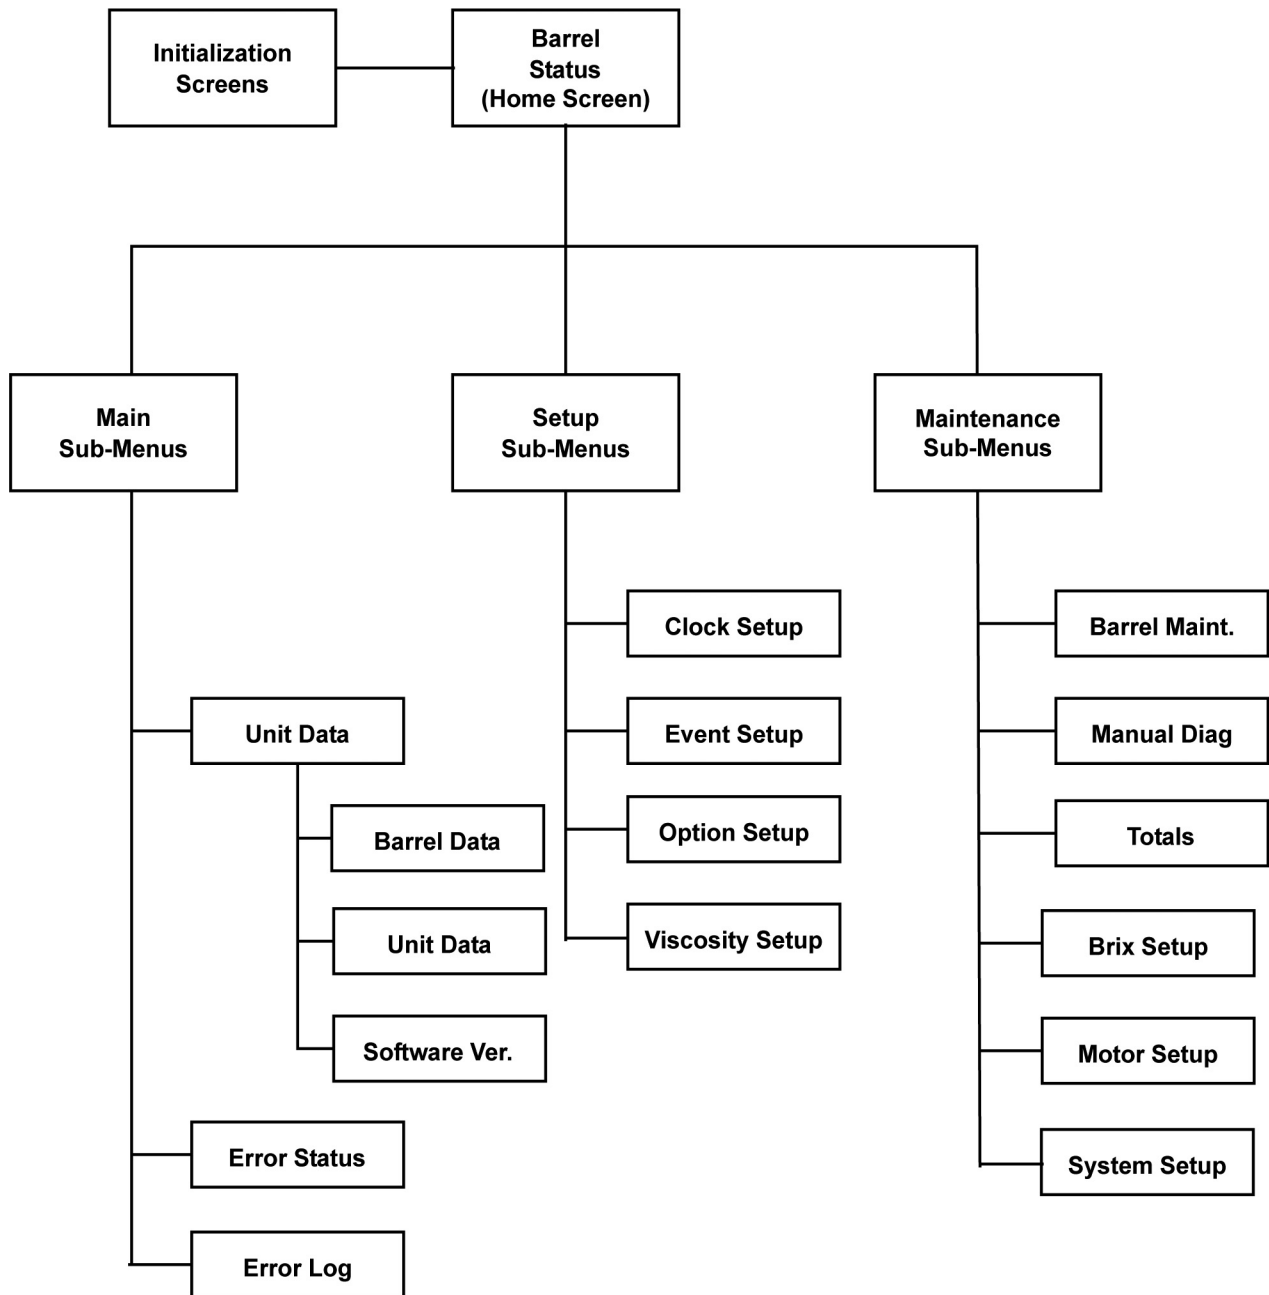 Initialization
Screens
Barrel
Status
(Home Screen)
Main
Sub-Menus
Setup
Sub-Menus
Maintenance
Sub-Menus
Unit Data
Barrel Data
Unit Data
Software Ver.
Error Status
Error Log
Clock Setup
Event Setup
Option Setup
Viscosity Setup
Barrel Maint.
Manual Diag
Totals
Brix Setup
Motor Setup
System Setup